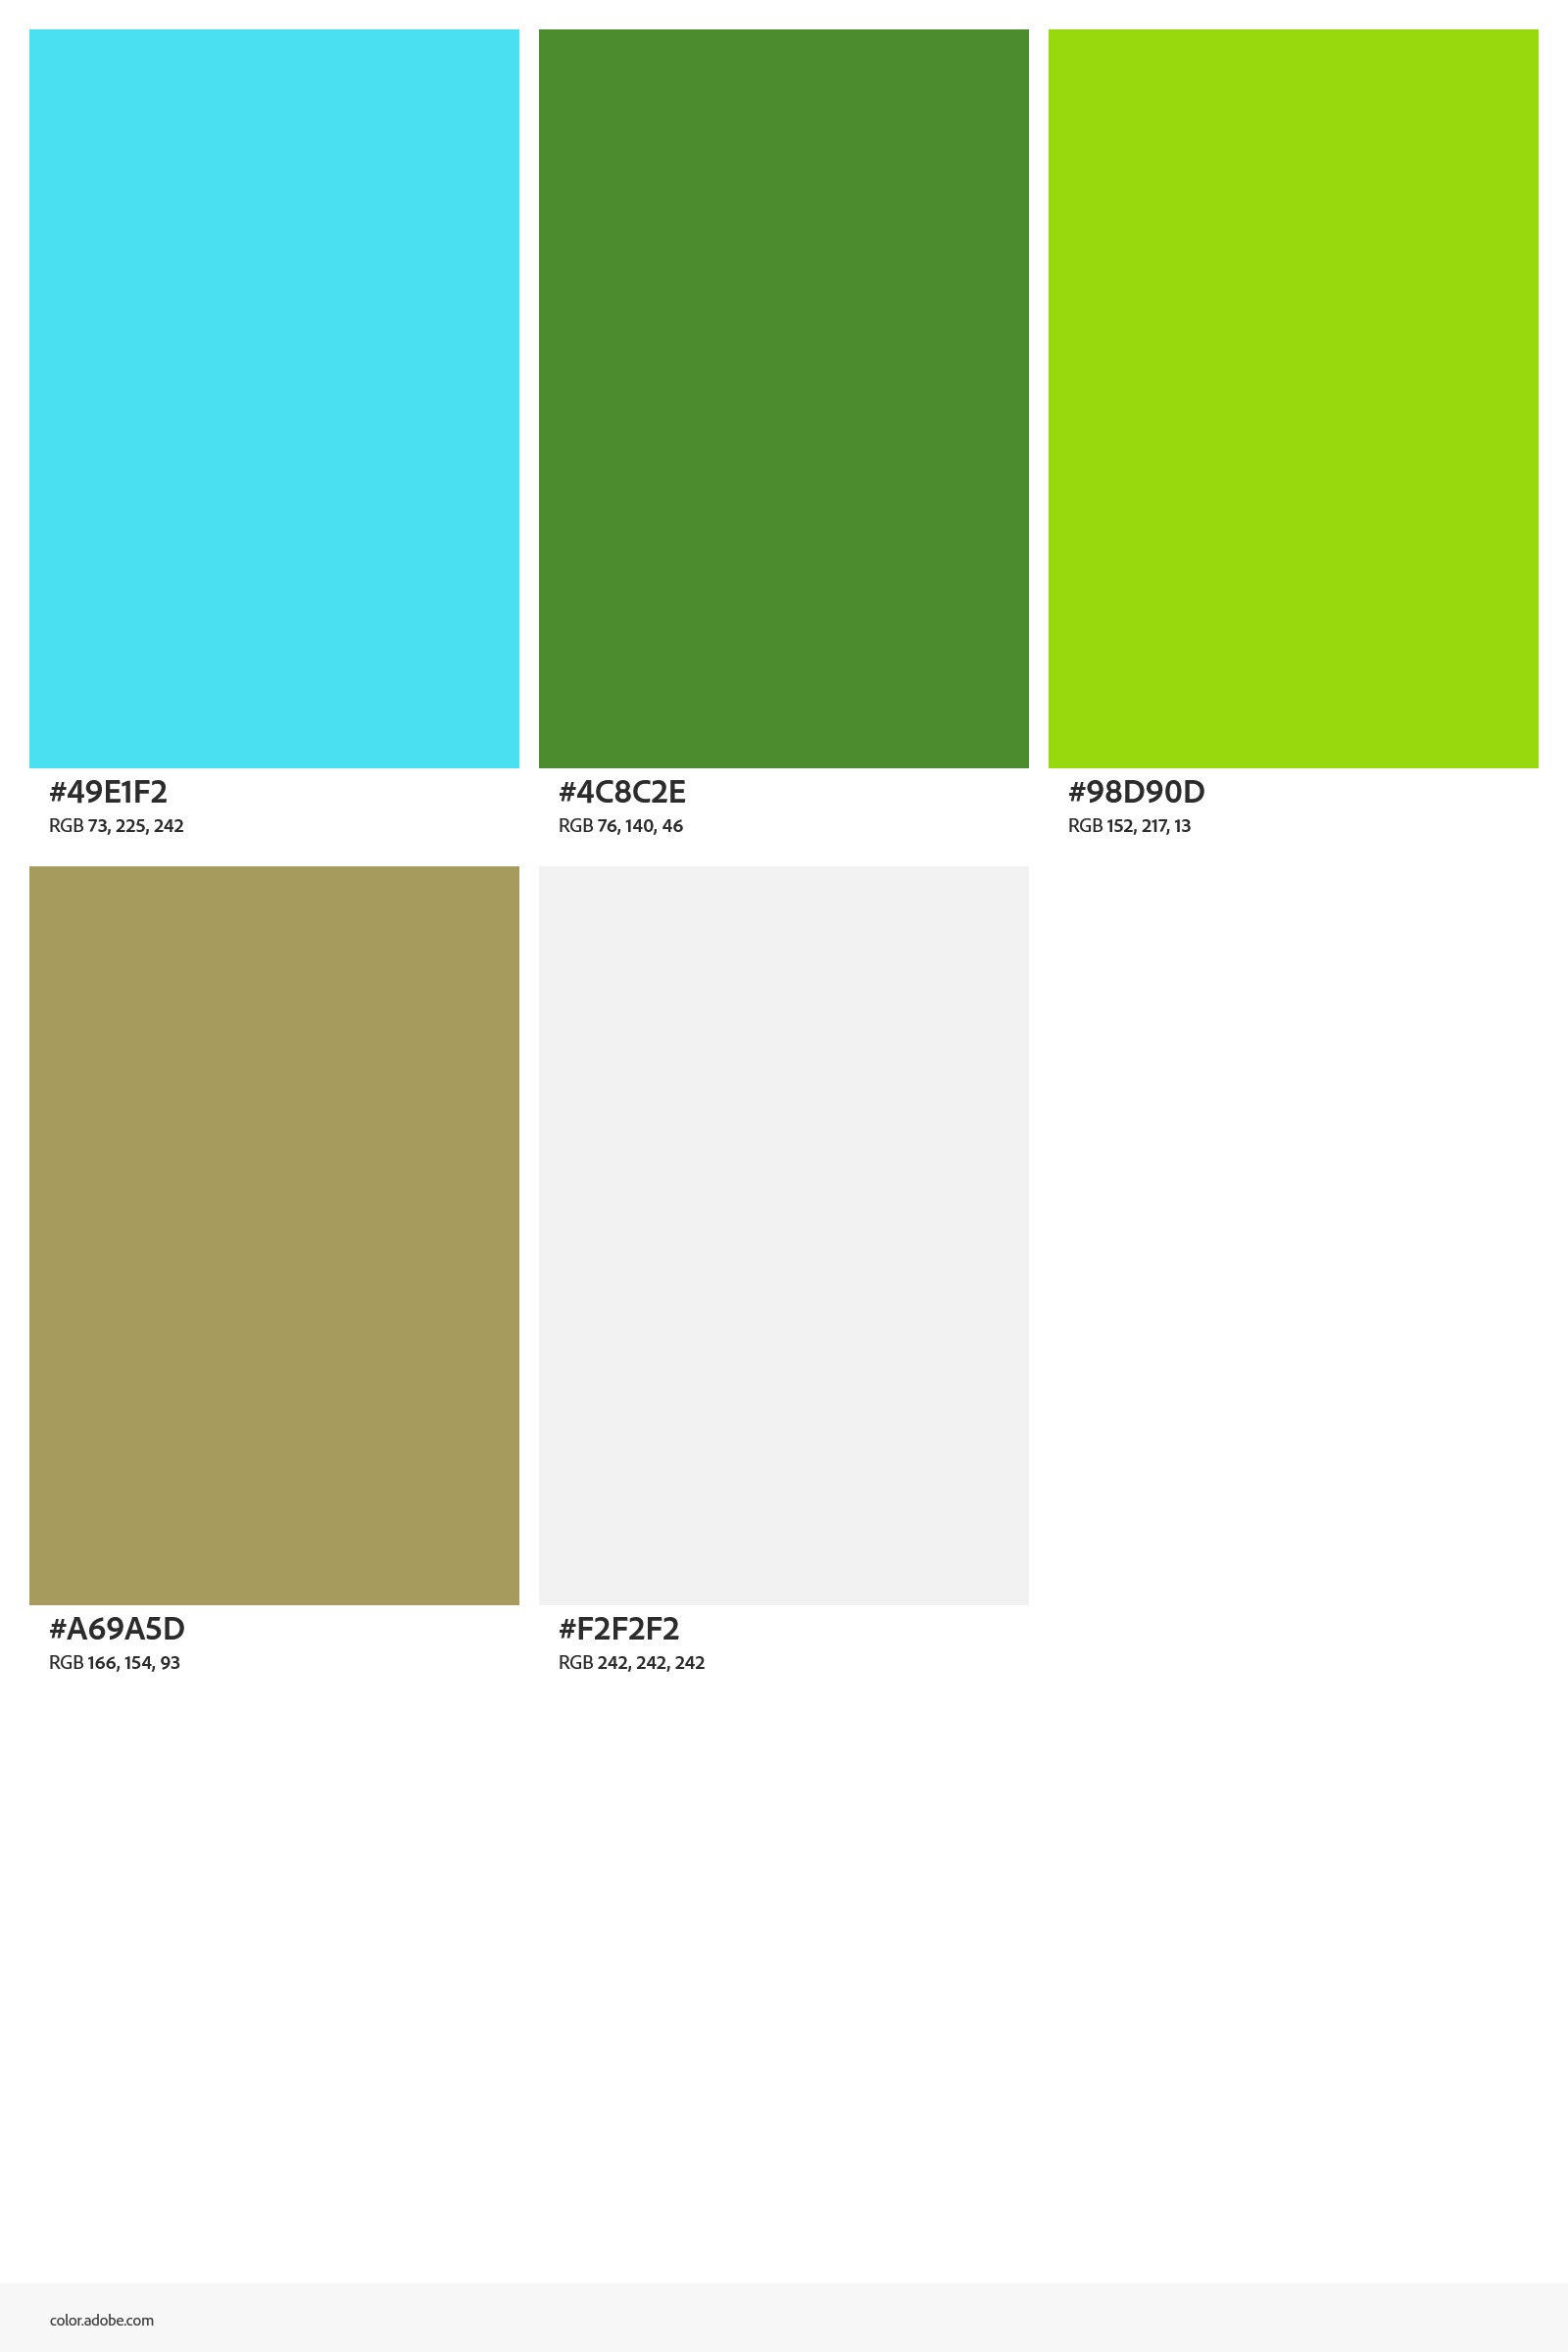 #49E1F2
RGB 73, 225, 242
#4C8C2E
RGB 76, 140, 46
#98D90D
RGB 152, 217, 13
#A69A5D
RGB 166, 154, 93
#F2F2F2
RGB 242, 242, 242
color.adobe.com